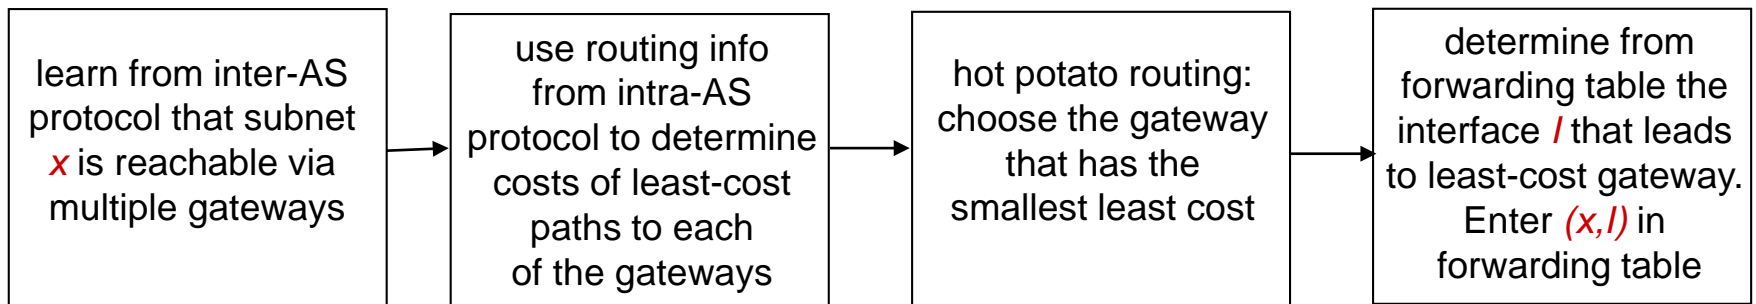 learn from inter-AS
protocol that subnet
x is reachable via
multiple gateways
use routing info
from intra-AS
protocol to determine
costs of least-cost
paths to each
of the gateways
hot potato routing:
choose the gateway
that has the
smallest least cost
determine from
forwarding table the
interface I that leads
to least-cost gateway.
Enter (x,I) in
forwarding table